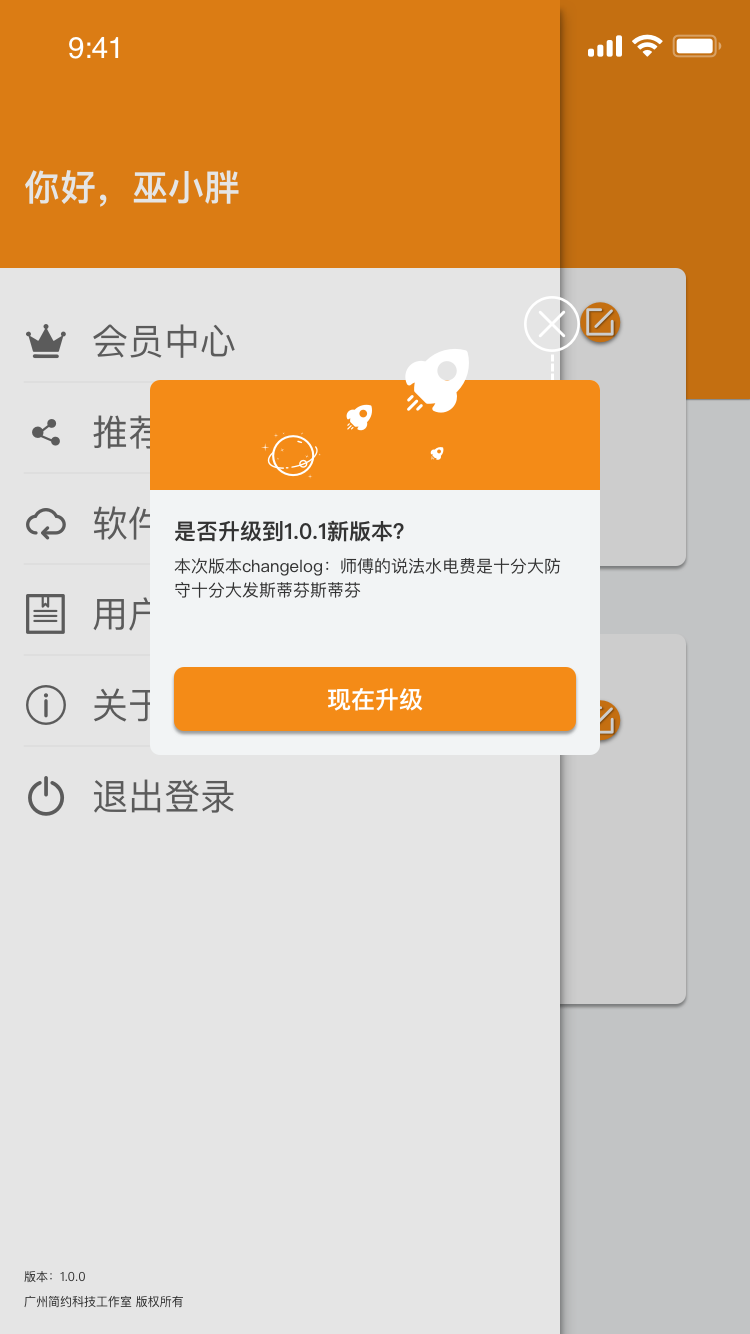 9:41
你好，巫小胖
会员中心
推荐
软件
用户
关于
退出登录
是否升级到1.0.1新版本?
本次版本changelog：师傅的说法水电费是十分大防
守十分大发斯蒂芬斯蒂芬
现在升级
版本：1.0.0
广州简约科技工作室 版权所有